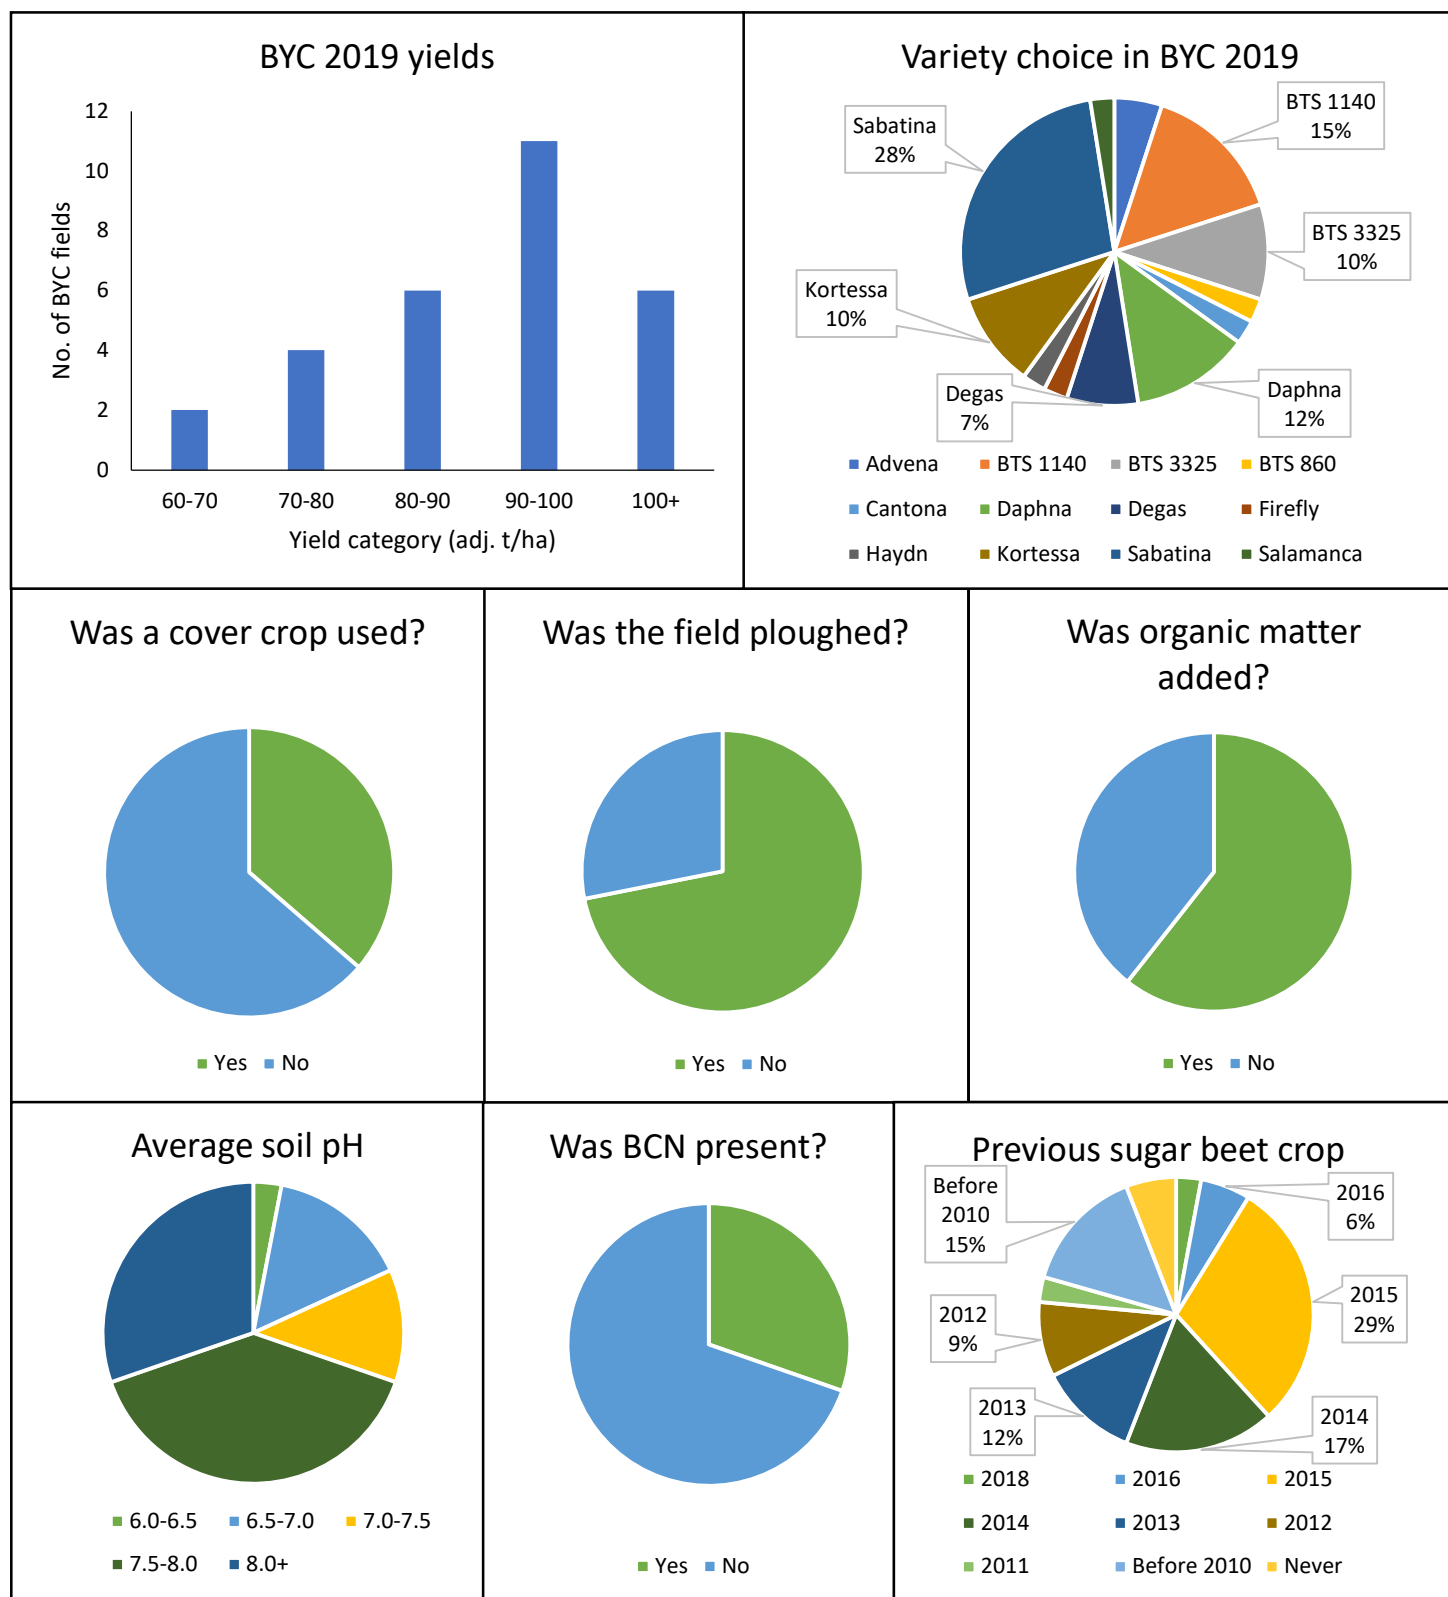 BYC 2019 yields
12
10
8
6
4
2
0
No. of BYC fields
60-70 70-80 80-90 90-100 100+
Yield category (adj. t/ha)
Variety choice in BYC 2019
Sabatina
28%
BTS 1140
15%
BTS 3325
10%
Kortessa
10%
Degas
7%
Daphna
12%
Advena BTS 1140 BTS 3325 BTS 860
Cantona Daphna Degas Firefly
Haydn Kortessa Sabatina Salamanca
Was a cover crop used?
Yes No
Was the field ploughed?
Yes No
Was organic matter
added?
Yes No
Average soil pH
6.0-6.5 6.5-7.0 7.0-7.5
7.5-8.0 8.0+
Was BCN present?
Yes No
Previous sugar beet crop
Before
2010
15%
2016
6%
2015
29%
2012
9%
2013
12%
2014
17%
2018 2016 2015
2014 2013 2012
2011 Before 2010 Never